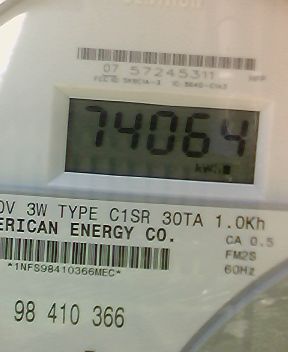 07 57245311
74064
kWh
0V 3W TYPE C1SR 30TA 1.0Kh
ERICAN ENERGY CO.
CA 0.5
FM2S
60Hz
*1NFS98410366MEC*
98 410 366